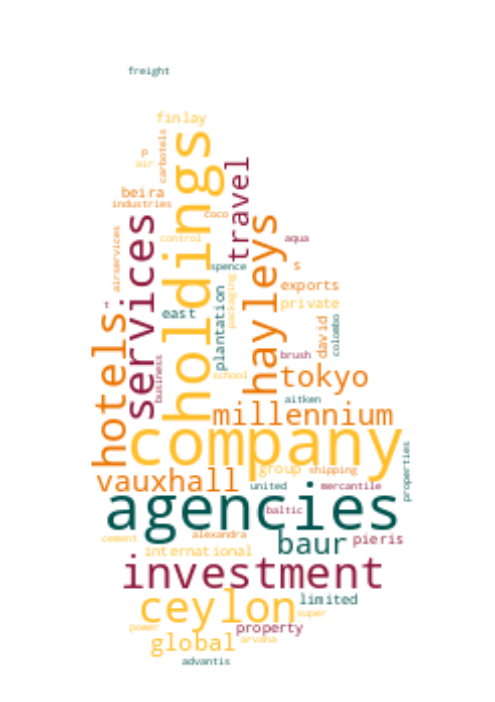 freight
finlay
carbotels
p
air
holdings
travel
beira
industries
coco
services
hayleys
control
aqua
airservices
spence
s
packaging
exports
plantation
private
t
east
hotels
david
colombo
business
brush
school
tokyo
aitken
millennium
company
properties
group
shipping
vauxhall
united
mercantile
agencies
baltic
cement
alexandra
baur
pieris
international
investment
ceylon
limited
super
power
property
global
arvana
advantis